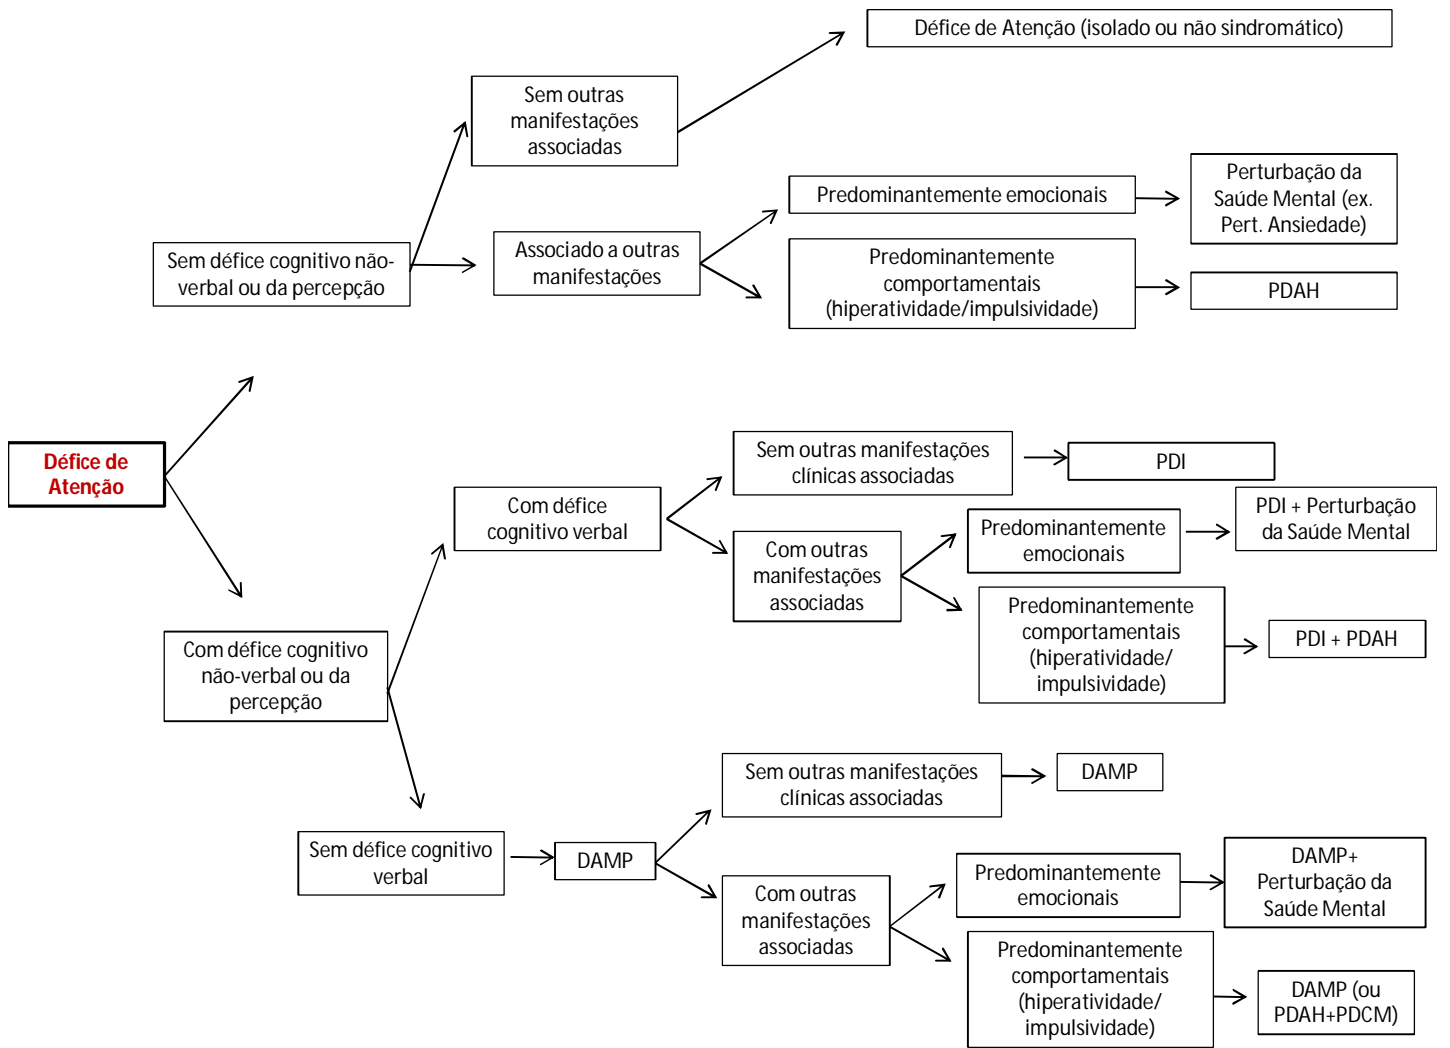 Défice de Atenção (isolado ou não sindromático)
Sem outras
manifestações
associadas
Predominantemente emocionais
Perturbação da
Saúde Mental (ex.
Pert. Ansiedade)
Sem défice cognitivo não-
verbal ou da percepção
Associado a outras
manifestações
Predominantemente
comportamentais
(hiperatividade/impulsividade)
PDAH
Défice de
Atenção
Com défice
cognitivo verbal
Sem outras manifestações
clínicas associadas
PDI
Com outras
manifestações
associadas
Predominantemente
emocionais
PDI + Perturbação
da Saúde Mental
Predominantemente
comportamentais
(hiperatividade/
impulsividade)
PDI + PDAH
Com défice cognitivo
não-verbal ou da
percepção
Sem outras manifestações
clínicas associadas
DAMP
Sem défice cognitivo
verbal
DAMP
Com outras
manifestações
associadas
Predominantemente
emocionais
DAMP+
Perturbação da
Saúde Mental
Predominantemente
comportamentais
(hiperatividade/
impulsividade)
DAMP (ou
PDAH+PDCM)